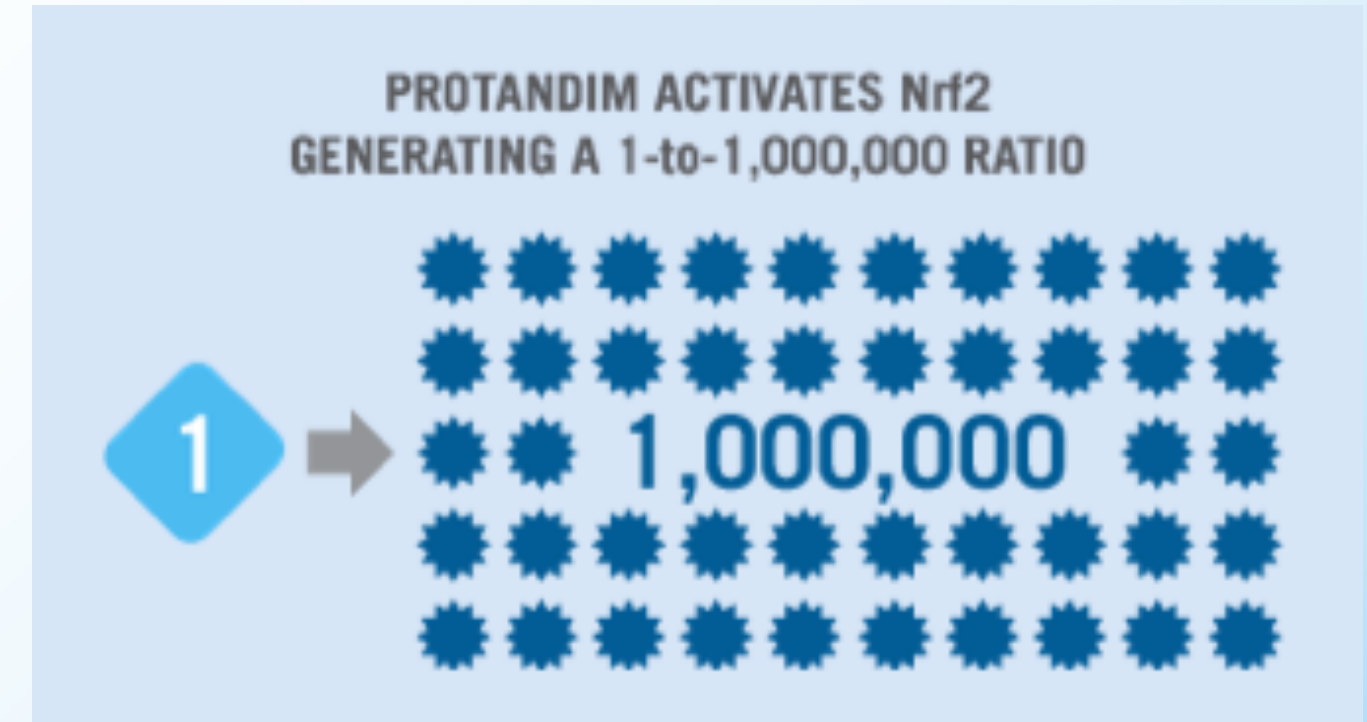 PROTANDIM ACTIVATES Nrf2
GENERATING A 1-to-1,000,000 RATIO
1
1,000,000